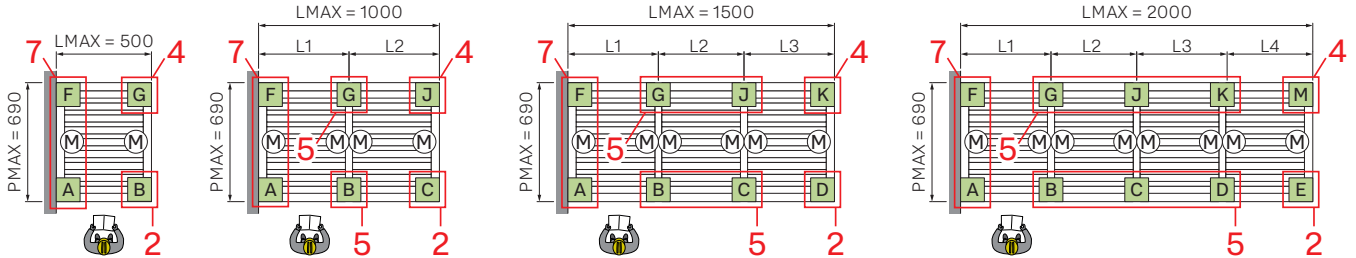 LMAX = 500
7
4
F
G
PMAX = 690
M
M
A
B
2
LMAX = 1000
L1
L2
7
4
F
G
J
PMAX = 690
5
M
M
M
M
A
B
C
5
2
LMAX = 1500
L1
L2
L3
7
4
F
G
J
K
PMAX = 690
5
M
M
M
M
M
M
A
B
C
D
5
2
LMAX = 2000
L1
L2
L3
L4
7
4
F
G
J
K
M
PMAX = 690
5
M
M
M
M
M
M
M
M
A
B
C
D
E
5
2